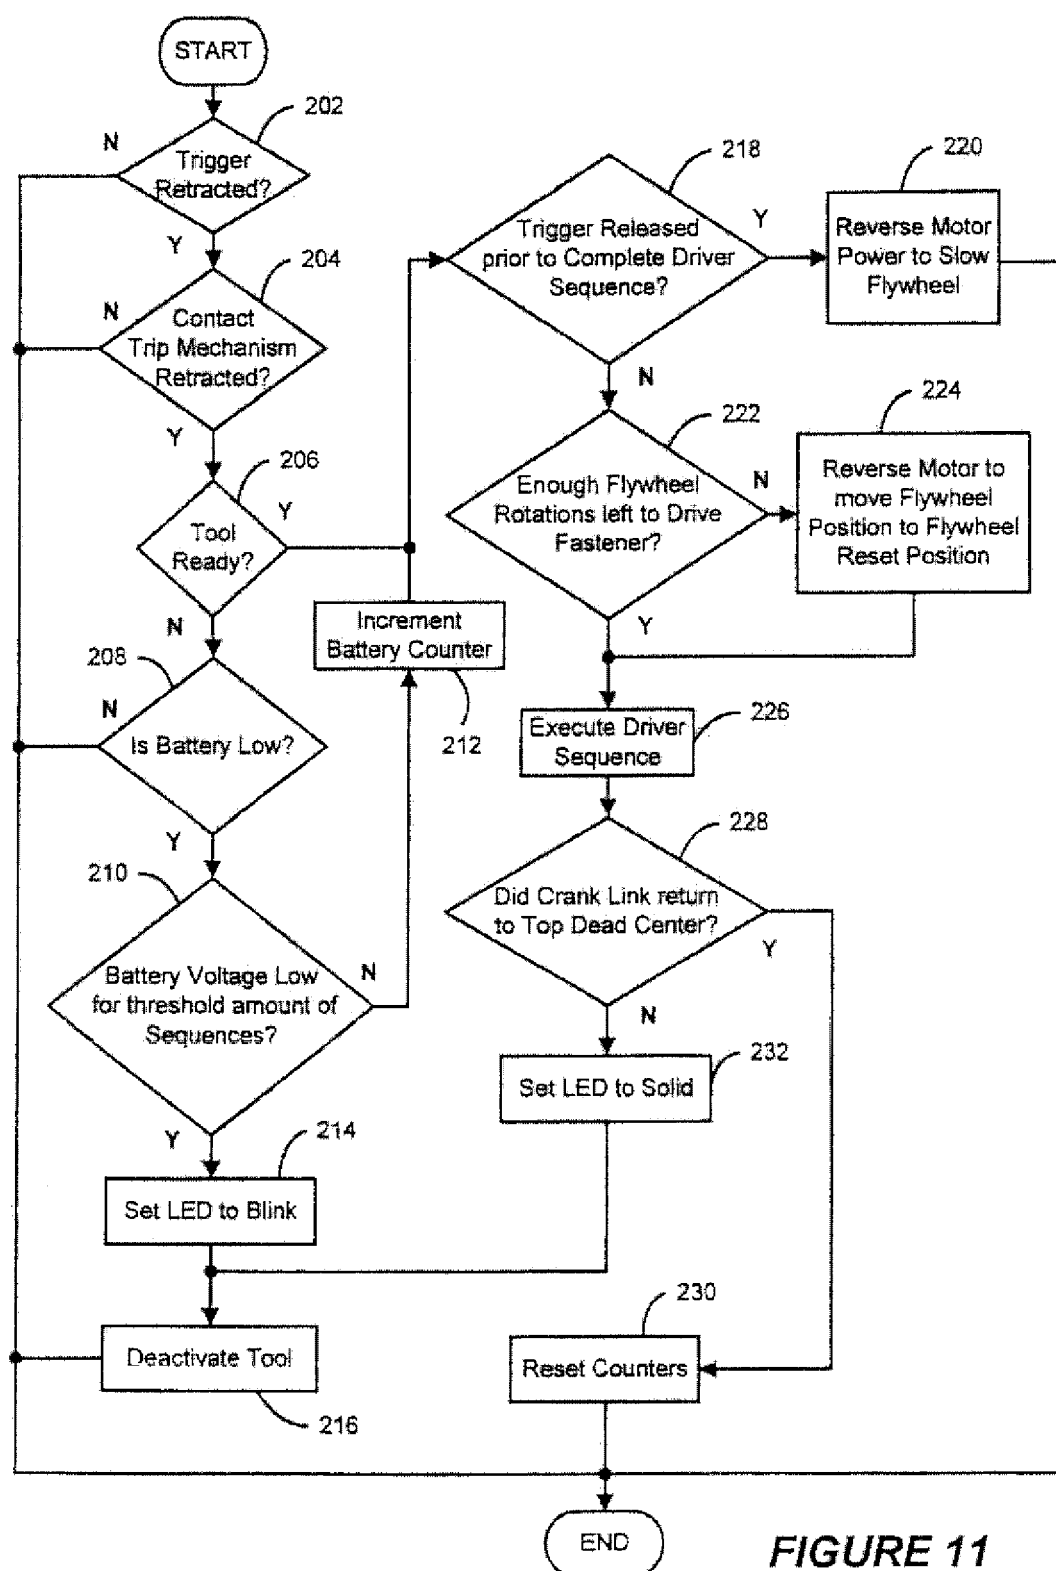 START
202
N
Trigger
Retracted?
Y
204
N
Contact
Trip Mechanism
Retracted?
Y
206
Y
Tool
Ready?
N
208
N
Is Battery Low?
Y
210
Battery Voltage Low
for threshold amount of
Sequences?
N
Y
214
Set LED to Blink
Deactivate Tool
216
Increment
Battery Counter
212
218
Trigger Released
prior to Complete Driver
Sequence?
Y
N
220
Reverse Motor
Power to Slow
Flywheel
222
Enough Flywheel
Rotations left to Drive
Fastener?
N
Y
224
Reverse Motor to
move Flywheel
Position to Flywheel
Reset Position
226
Execute Driver
Sequence
228
Did Crank Link return
to Top Dead Center?
Y
N
232
Set LED to Solid
230
Reset Counters
END
FIGURE 11